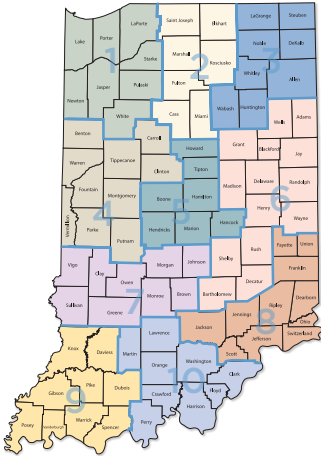 LaPorte
Saint Joseph
Elkhart
LaGrange
Steuben
Lake
Porter
Noble
DeKalb
1
Marshall
Kosciusko
Starke
2
3
Jasper
Pulaski
Fulton
Whitley
Allen
Newton
White
Cass
Miami
Wabash
Huntington
Wells
Adams
Benton
Carroll
Howard
Grant
Blackford
Jay
Warren
Tippecanoe
Clinton
Tipton
Madison
Delaware
Randolph
Fountain
Montgomery
Boone
Hamilton
Henry
6
Wayne
Vermillion
4
Parke
5
Hendricks
Marion
Hancock
Putnam
Rush
Fayette
Union
Vigo
Clay
Owen
Morgan
Johnson
Shelby
Franklin
7
Sullivan
Greene
Monroe
Brown
Bartholomew
Decatur
Ripley
Dearborn
Jennings
Ohio
Knox
Daviess
Martin
Lawrence
Jackson
8
Jefferson
Switzerland
Orange
Washington
Scott
Gibson
Pike
Dubois
Crawford
10
Clark
Floyd
9
Posey
Vanderburgh
Warrick
Spencer
Perry
Harrison